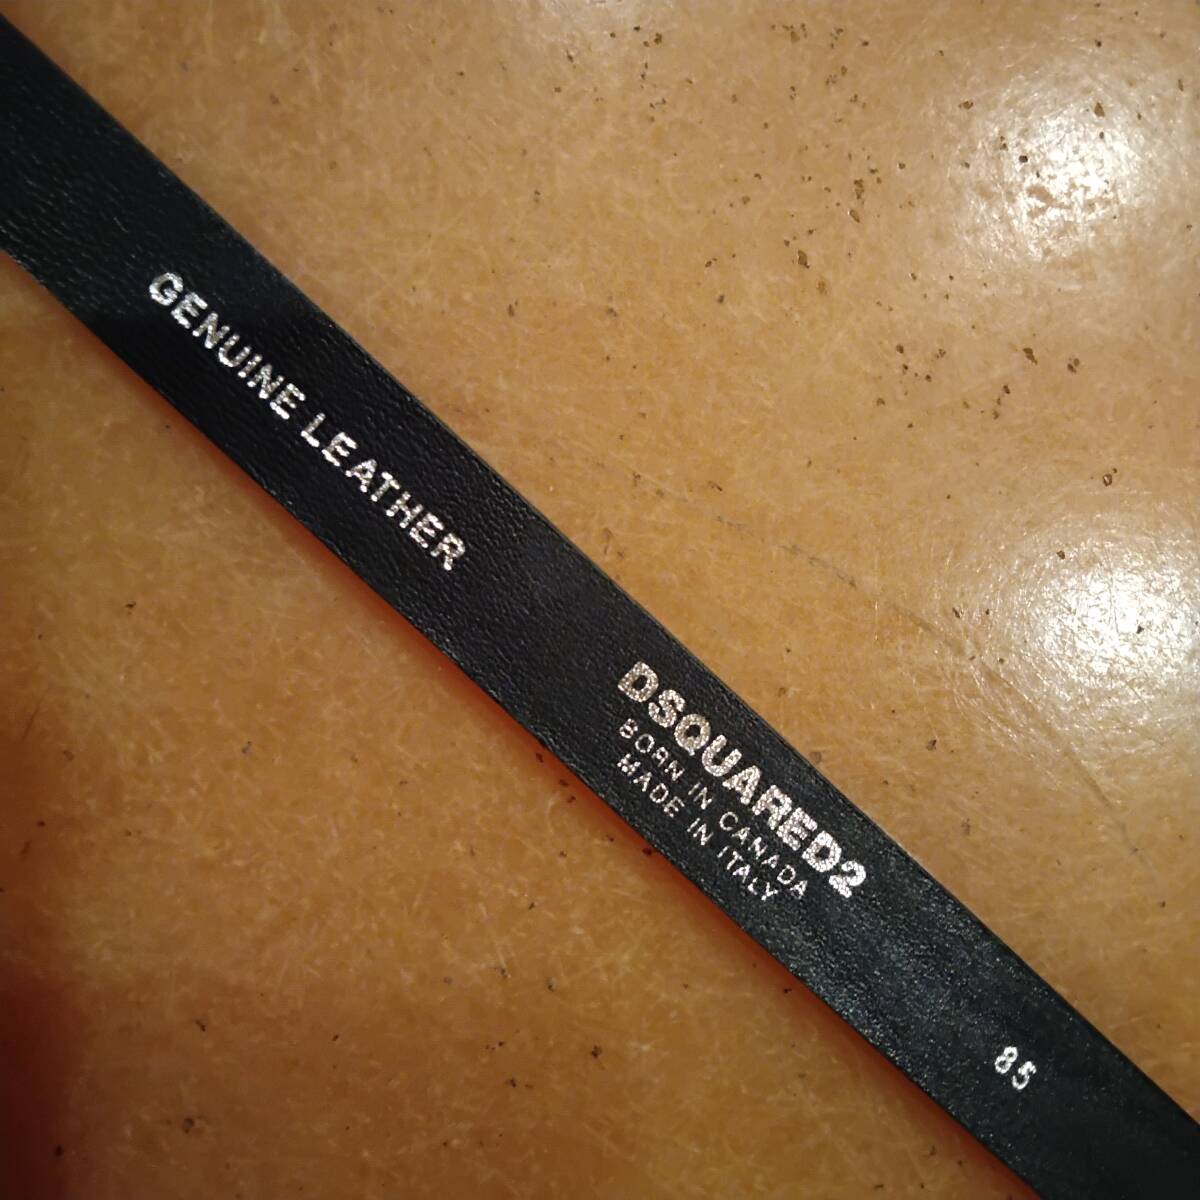 GENUINE LEATHER
DSQUARED2
BORN IN CANADA
MADE IN ITALY
85